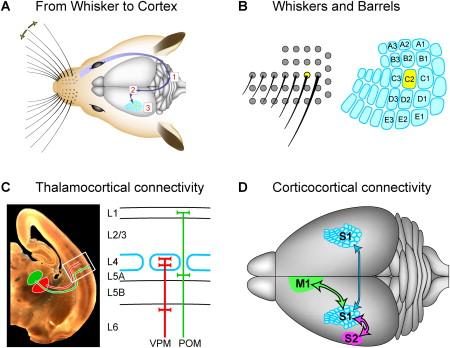 From Whisker to Cortex
A
1
2
3
Whiskers and Barrels
B
A3 A2 A1
B3 B2 B1
C3 C2 C1
D3 D2 D1
E3 E2 E1
C Thalamocortical connectivity
L1
L2/3
L4
L5A
L5B
L6
VPM POM
D Corticocortical connectivity
S1
M1
S1
S2